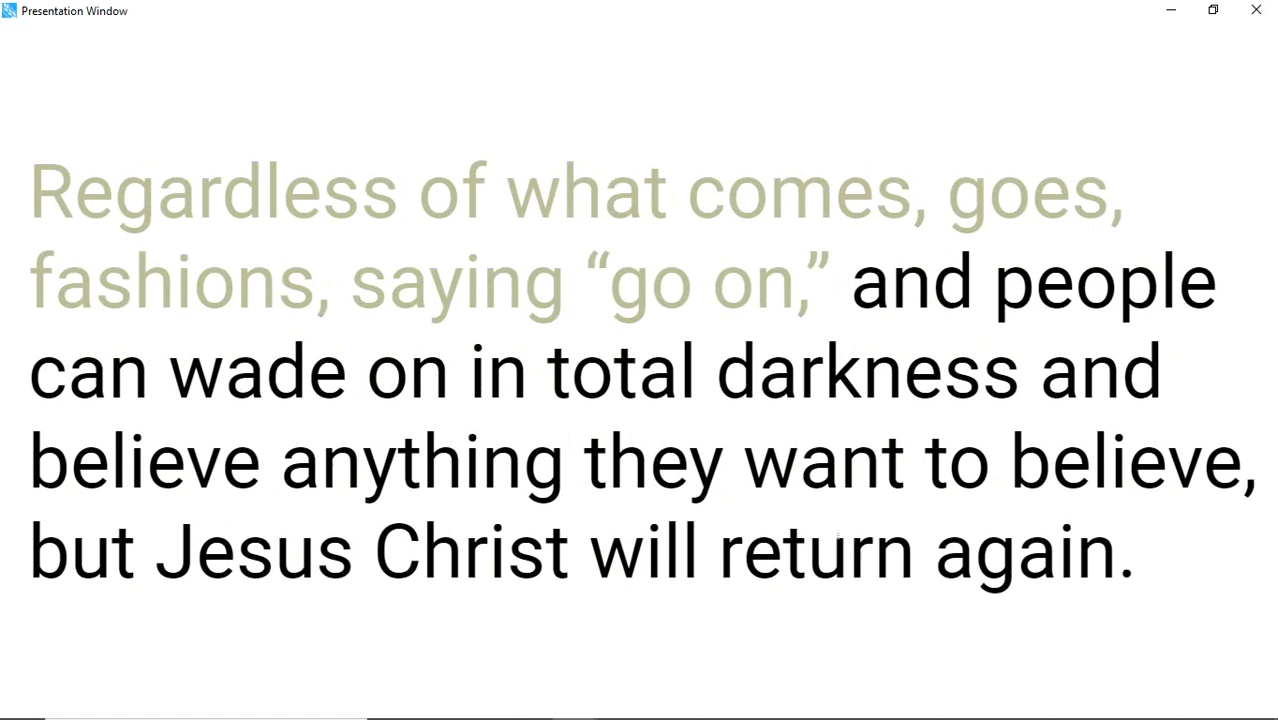 Presentation Window
Regardless of what comes, goes,
fashions, saying “go on,” and people
can wade on in total darkness and
believe anything they want to believe,
but Jesus Christ will return again.